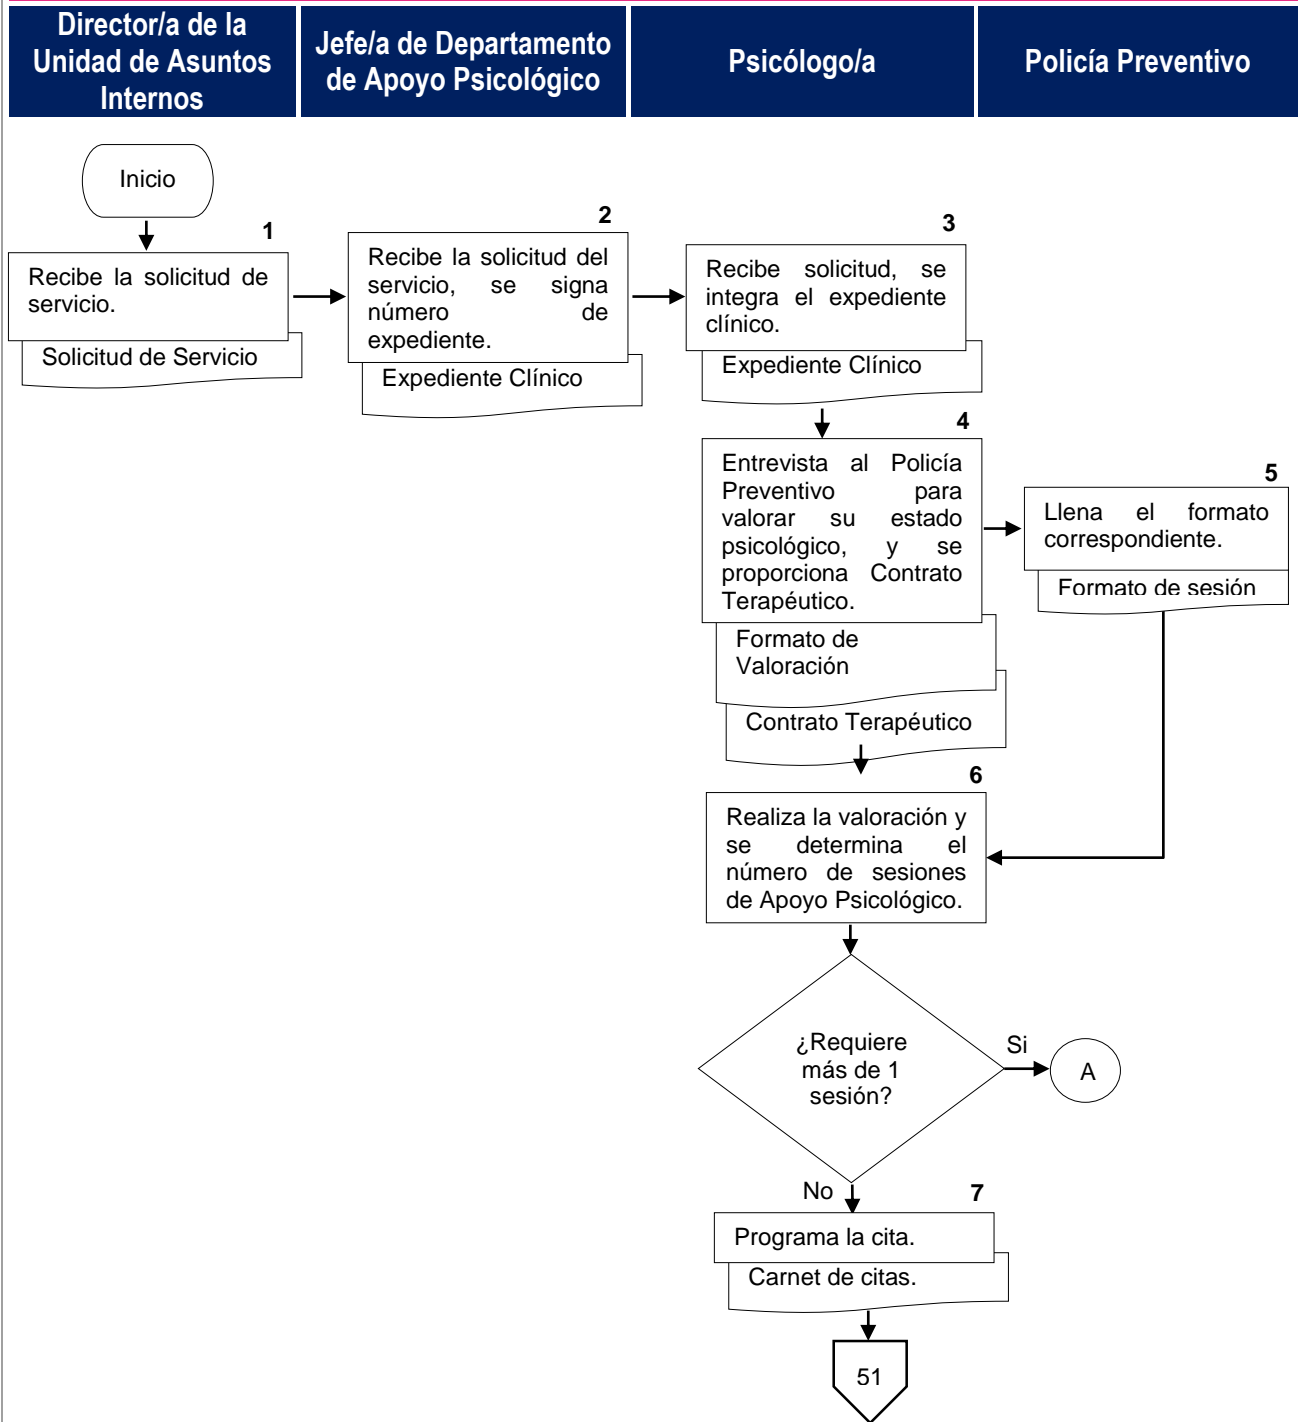 Director/a de la
Unidad de Asuntos
Internos
Jefe/a de Departamento
de Apoyo Psicológico
Psicólogo/a
Policía Preventivo
Inicio
1
Recibe la solicitud de
servicio.
Solicitud de Servicio
2
Recibe la solicitud del
servicio, se signa
número de
expediente.
Expediente Clínico
3
Recibe solicitud, se
integra el expediente
clínico.
Expediente Clínico
4
Entrevista al Policía
Preventivo para
valorar su estado
psicológico, y se
proporciona Contrato
Terapéutico.
Formato de
Valoración
Contrato Terapéutico
5
Llena el formato
correspondiente.
Formato de sesión
6
Realiza la valoración y
se determina el
número de sesiones
de Apoyo Psicológico.
¿Requiere
más de 1
sesión?
Si
A
No
7
Programa la cita.
Carnet de citas.
51